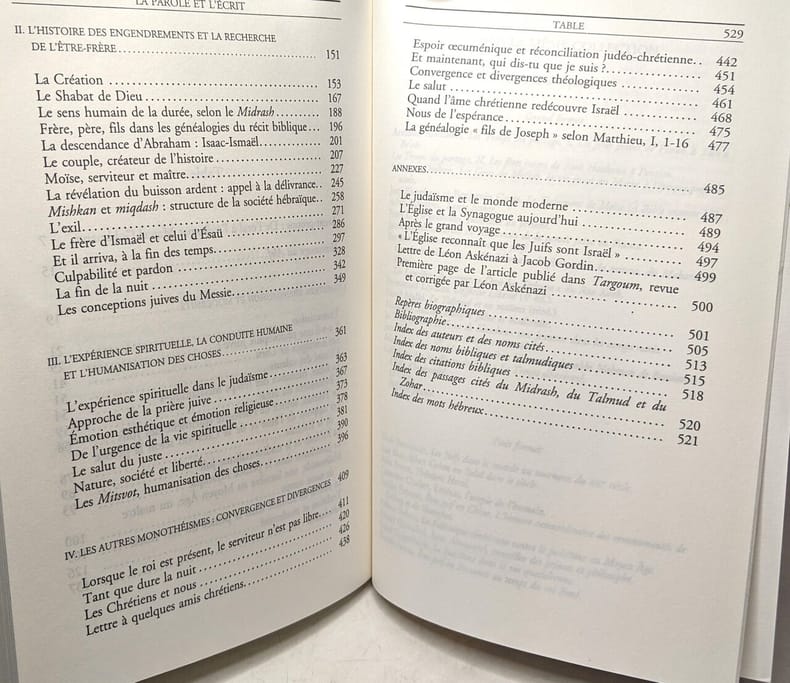 LA PAROLE ET L'ÉCRIT
II. L'HISTOIRE DES ENGENDREMENTS ET LA RECHERCHE
DE L'ÊTRE-FRÈRE 151
La Création 153
Le Shabat de Dieu 167
Le sens humain de la durée, selon le Midrash 188
Frère, père, fils dans les généalogies du récit biblique 196
La descendance d'Abraham : Isaac-Ismaël 201
Le couple, créateur de l'histoire 207
Moïse, serviteur et maître 227
La révélation du buisson ardent : appel à la délivrance 245
Mishkan et miqdash : structure de la société hébraïque 258
L'exil 271
Le frère d'Ismaël et celui d'Ésaü 286
Et il arriva, à la fin des temps 297
Culpabilité et pardon 328
La fin de la nuit 342
Les conceptions juives du Messie 349
III. L'EXPÉRIENCE SPIRITUELLE, LA CONDUITE HUMAINE
ET L'HUMANISATION DES CHOSES 361
L'expérience spirituelle dans le judaïsme 363
Approche de la prière juive 367
Émotion esthétique et émotion religieuse 373
De l'urgence de la vie spirituelle 378
Le salut du juste 381
Nature, société et liberté 390
Les Mitsvot, humanisation des choses 396
IV. LES AUTRES MONOTHÉISMES : CONVERGENCE ET DIVERGENCES 409
Lorsque le roi est présent, le serviteur n'est pas libre 411
Tant que dure la nuit 420
Les Chrétiens et nous 426
Lettre à quelques amis chrétiens 438
TABLE 529
Espoir œcuménique et réconciliation judéo-chrétienne 442
Et maintenant, qui dis-tu que je suis ? 451
Convergence et divergences théologiques 454
Le salut 461
Quand l'âme chrétienne redécouvre Israël 468
Nous de l'espérance 475
La généalogie « fils de Joseph » selon Matthieu, I, 1-16 477
ANNEXES 485
Le judaïsme et le monde moderne 487
L'Église et la Synagogue aujourd'hui 489
Après le grand voyage 494
« L'Église reconnaît que les Juifs sont Israël » 497
Lettre de Léon Askénazi à Jacob Gordin 499
Première page de l'article publié dans Targoum, revue
et corrigée par Léon Askénazi 500
Repères biographiques 501
Bibliographie 505
Index des auteurs et des noms cités 513
Index des noms bibliques et talmudiques 515
Index des citations bibliques 518
Index des passages cités du Midrash, du Talmud et du
Zohar 520
Index des mots hébreux 521